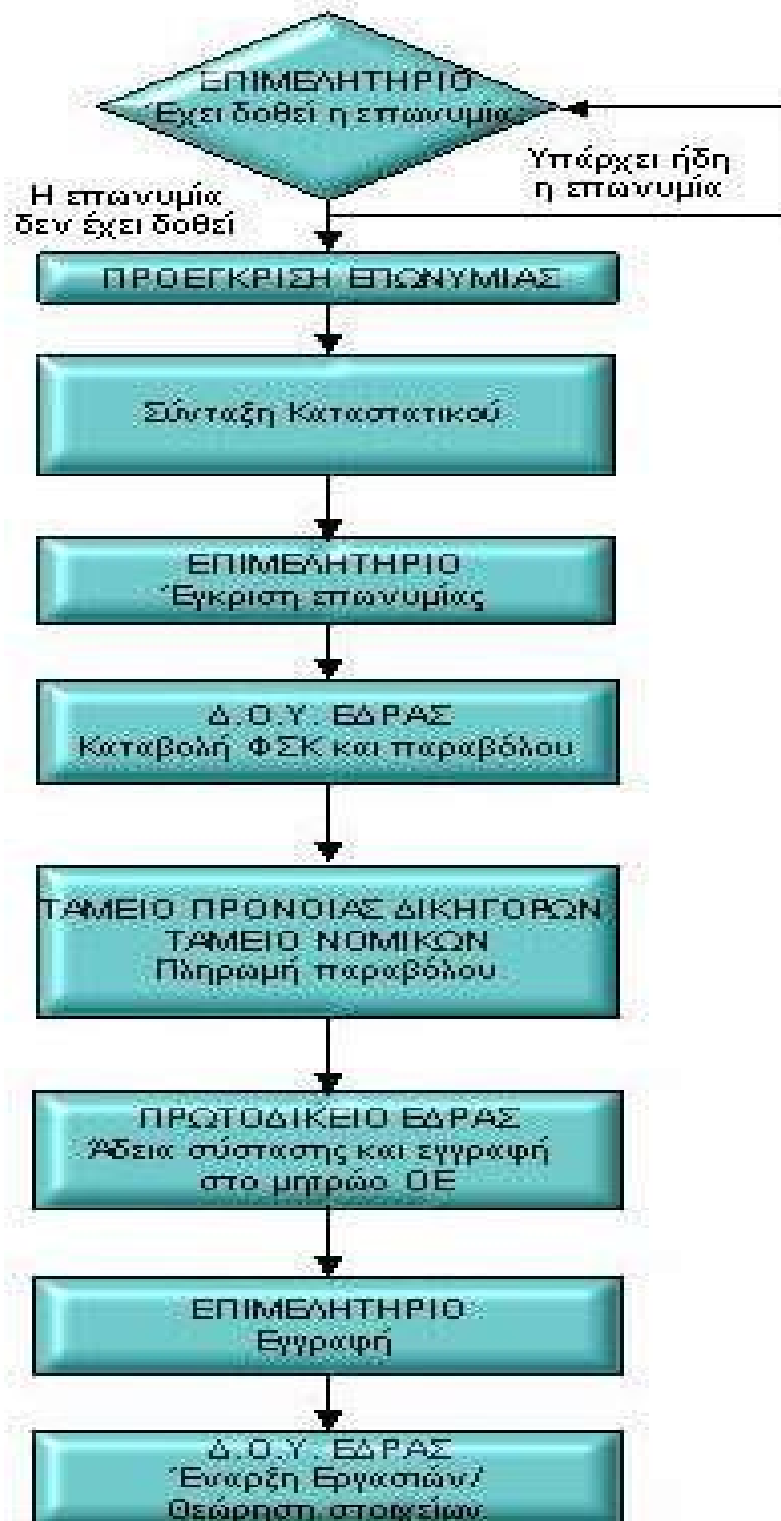 ΕΠΙΜΕΛΗΤΗΡΙΟ
Έχει δοθεί η επωνυμία
Υπάρχει ήδη
η επωνυμία
Η επωνυμία
δεν έχει δοθεί
ΠΡΟΕΓΚΡΙΣΗ ΕΠΩΝΥΜΙΑΣ
Σύνταξη Καταστατικού
ΕΠΙΜΕΛΗΤΗΡΙΟ
Έγκριση επωνυμίας
Δ.Ο.Υ. ΕΔΡΑΣ
Καταβολή ΦΣΚ και παραβόλου
ΤΑΜΕΙΟ ΠΡΟΝΟΙΑΣ ΔΙΚΗΓΟΡΩΝ
ΤΑΜΕΙΟ ΝΟΜΙΚΩΝ
Πληρωμή παραβόλου
ΠΡΩΤΟΔΙΚΕΙΟ ΕΔΡΑΣ
Άδεια σύστασης και εγγραφή
στο μητρώο ΟΕ
ΕΠΙΜΕΛΗΤΗΡΙΟ
Εγγραφή
Δ.Ο.Υ. ΕΔΡΑΣ
Έναρξη Εργασιών/
Θεώρηση στοιχείων